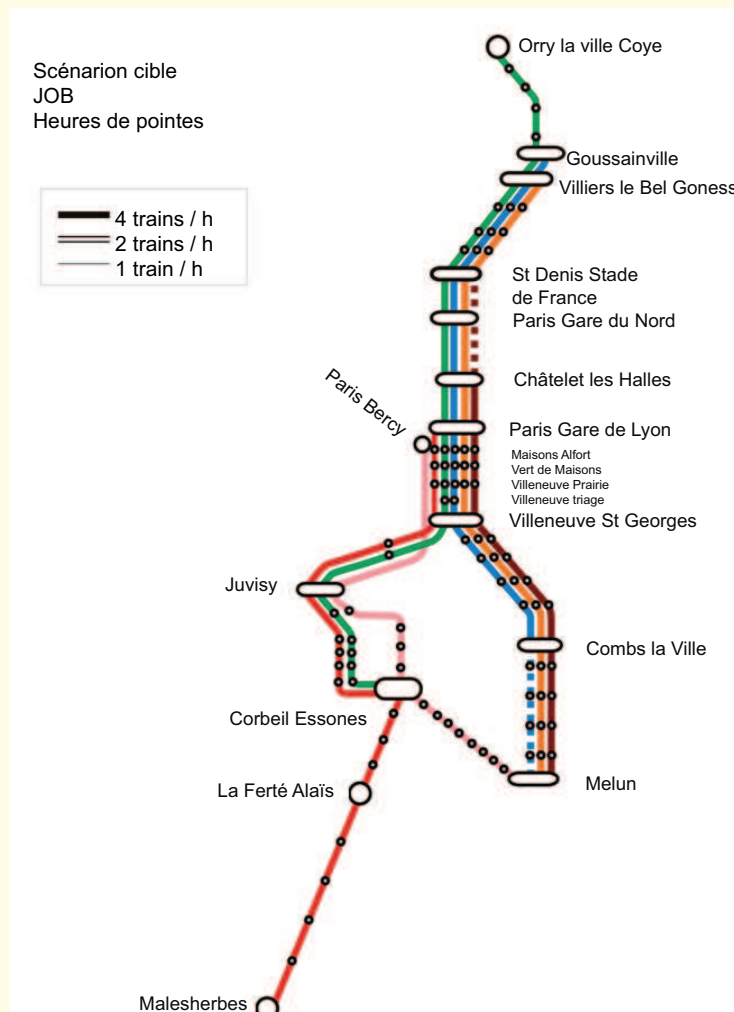 Scénarion cible
JOB
Heures de pointes
4 trains / h
2 trains / h
1 train / h
Orry la ville Coye
Goussainville
Villiers le Bel Goness
St Denis Stade
de France
Paris Gare du Nord
Châtelet les Halles
Paris Bercy
Paris Gare de Lyon
Maisons Alfort
Vert de Maisons
Villeneuve Prairie
Villeneuve triage
Villeneuve St Georges
Juvisy
Combs la Ville
Corbeil Essones
Melun
La Ferté Alaïs
Malesherbes